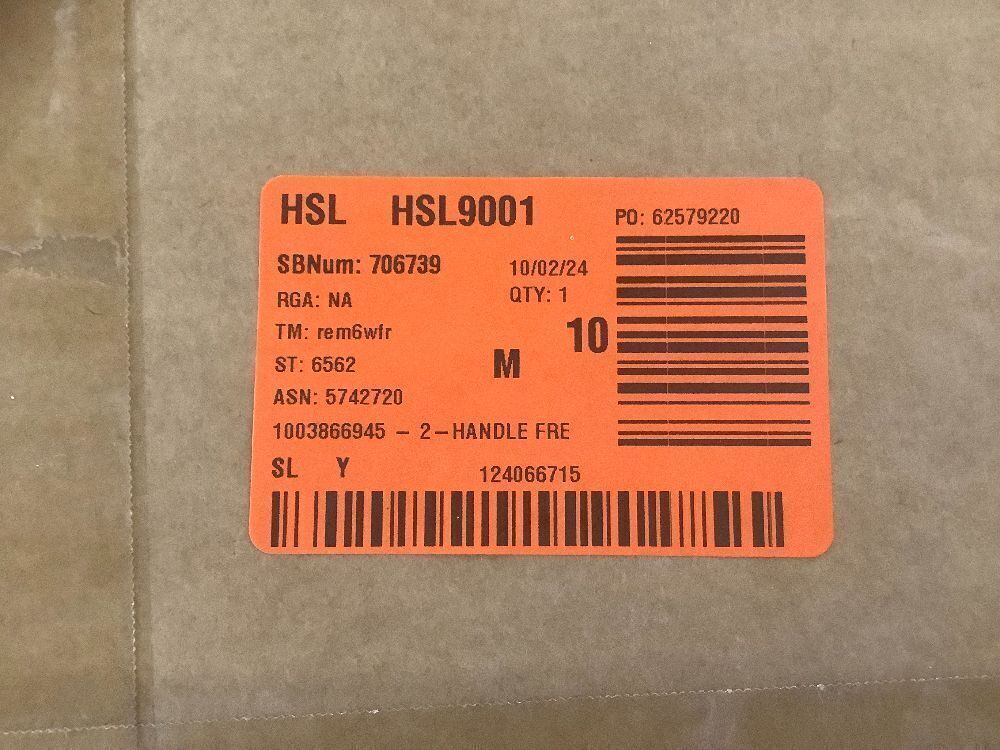 HSL HSL9001 PO: 62579220
SBNum: 706739 10/02/24
RGA: NA QTY: 1
TM: rem6wfr 10
ST: 6562 M
ASN: 5742720
1003866945 – 2–HANDLE FRE
SL Y 124066715